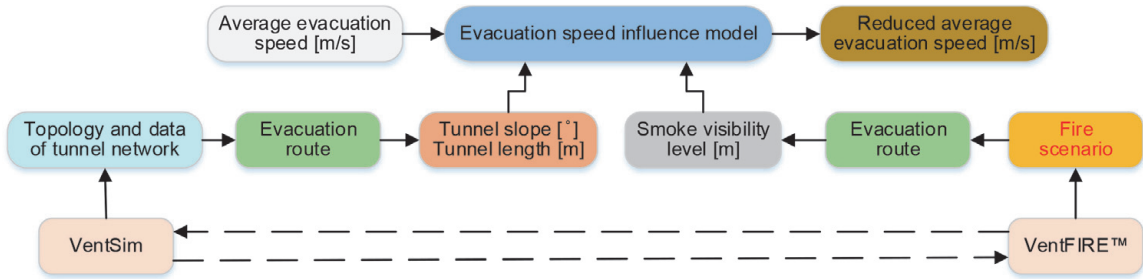 Average evacuation
speed [m/s]
Evacuation speed influence model
Reduced average
evacuation speed [m/s]
Topology and data
of tunnel network
Evacuation
route
Tunnel slope [°]
Tunnel length [m]
Smoke visibility
level [m]
Evacuation
route
Fire
scenario
VentSim
VentFIRE™